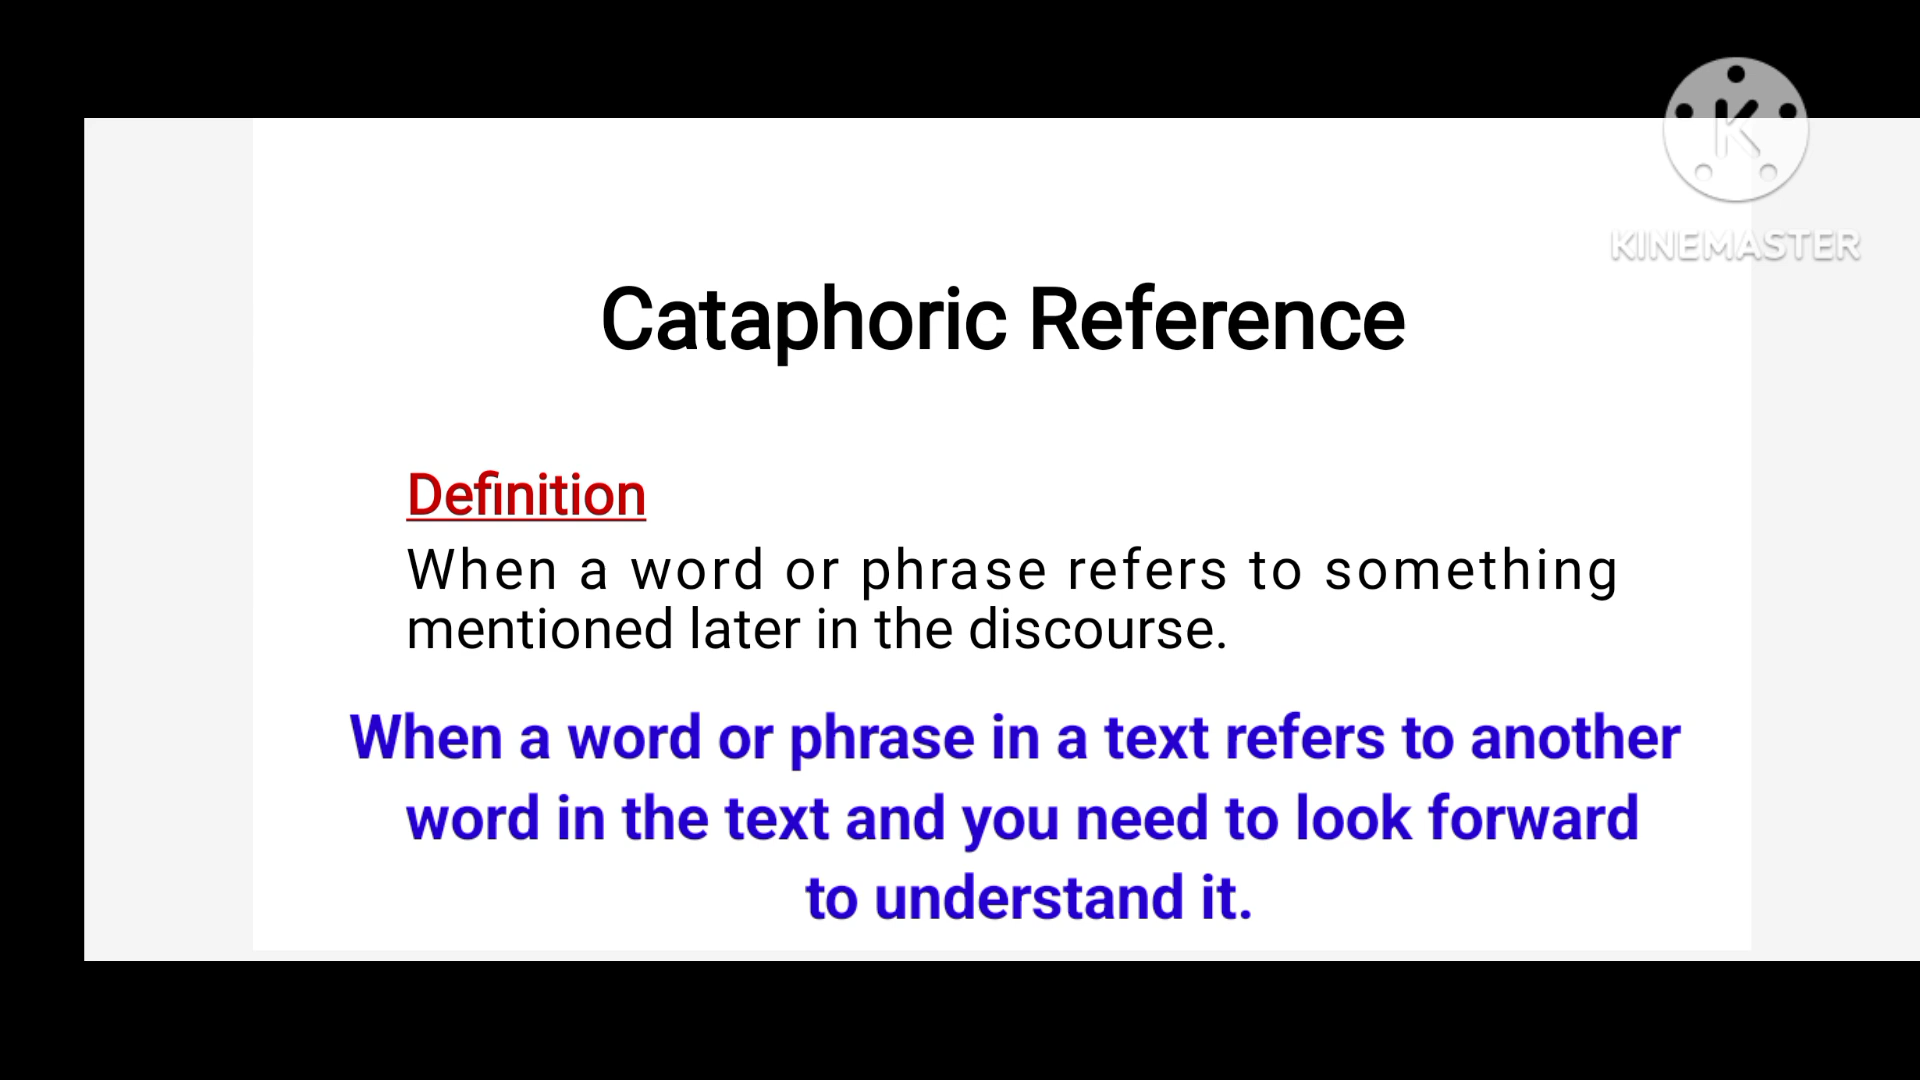 K
KINEMASTER
Cataphoric Reference
Definition
When a word or phrase refers to something
mentioned later in the discourse.
When a word or phrase in a text refers to another
word in the text and you need to look forward
to understand it.